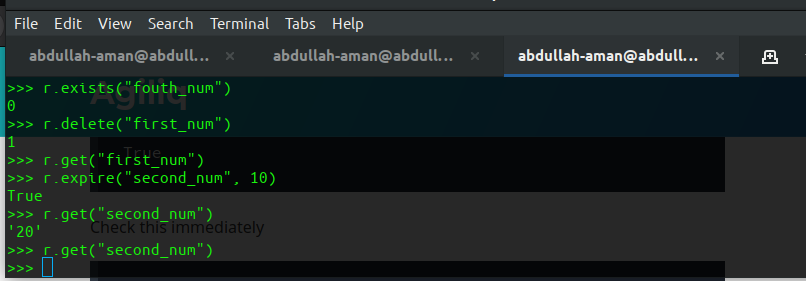 File Edit View Search Terminal Tabs Help
abdullah-aman@abdull... × abdullah-aman@abdull... × abdullah-aman@abdull... ×
Agiliq
>>> r.exists("fouth_num")
0
>>> r.delete("first_num")
1
True
>>> r.get("first_num")
>>> r.expire("second_num", 10)
True
>>> r.get("second_num")
'20'
Check this immediately
>>> r.get("second_num")
>>>